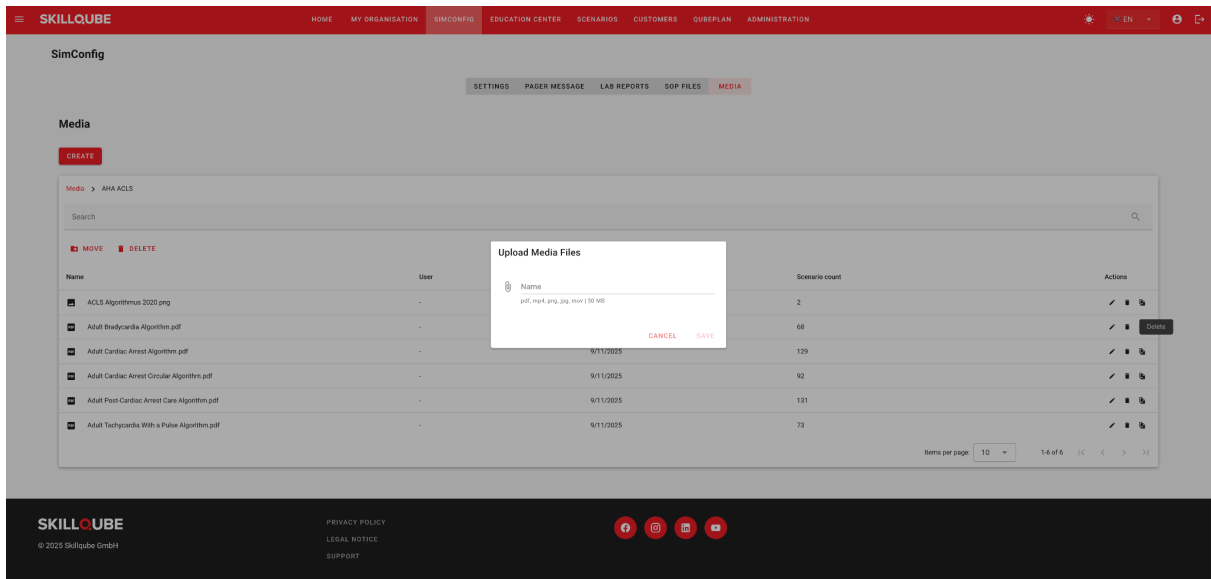 SKILLQUBE HOME MY ORGANISATION SIMCONFIG EDUCATION CENTER SCENARIOS CUSTOMERS QUBEPLAN ADMINISTRATION EN
SimConfig
SETTINGS PAGER MESSAGE LAB REPORTS SOP FILES MEDIA
Media
CREATE
Media > AHA ACLS
Search
MOVE DELETE
Name User Scenario count Actions
ACLS Algorithmus 2020.png - 2
Adult Bradycardia Algorithm.pdf - 68
Delete
Adult Cardiac Arrest Algorithm.pdf - 9/11/2025 129
Adult Cardiac Arrest Circular Algorithm.pdf - 9/11/2025 92
Adult Post-Cardiac Arrest Care Algorithm.pdf - 9/11/2025 131
Adult Tachycardia With a Pulse Algorithm.pdf - 9/11/2025 73
Items per page: 10 1-6 of 6
Upload Media Files
Name
pdf, mp4, png, jpg, mov | 50 MB
CANCEL SAVE
SKILLQUBE
© 2025 Skillqube GmbH
PRIVACY POLICY
LEGAL NOTICE
SUPPORT